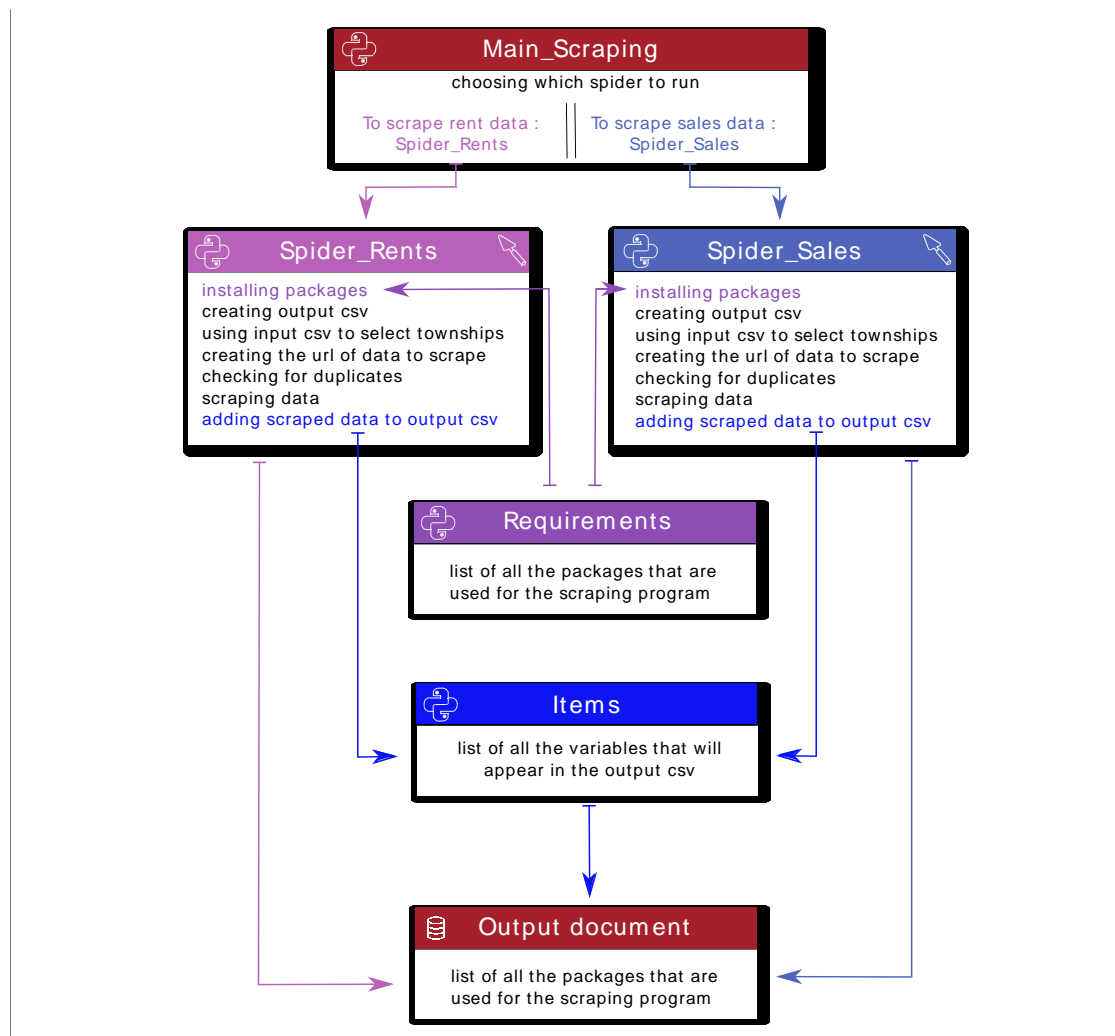 Main_Scraping
choosing which spider to run
To scrape rent data :
Spider_Rents
To scrape sales data :
Spider_Sales
Spider_Rents
installing packages
creating output csv
using input csv to select townships
creating the url of data to scrape
checking for duplicates
scraping data
adding scraped data to output csv
Spider_Sales
installing packages
creating output csv
using input csv to select townships
creating the url of data to scrape
checking for duplicates
scraping data
adding scraped data to output csv
Requirements
list of all the packages that are
used for the scraping program
Items
list of all the variables that will
appear in the output csv
Output document
list of all the packages that are
used for the scraping program